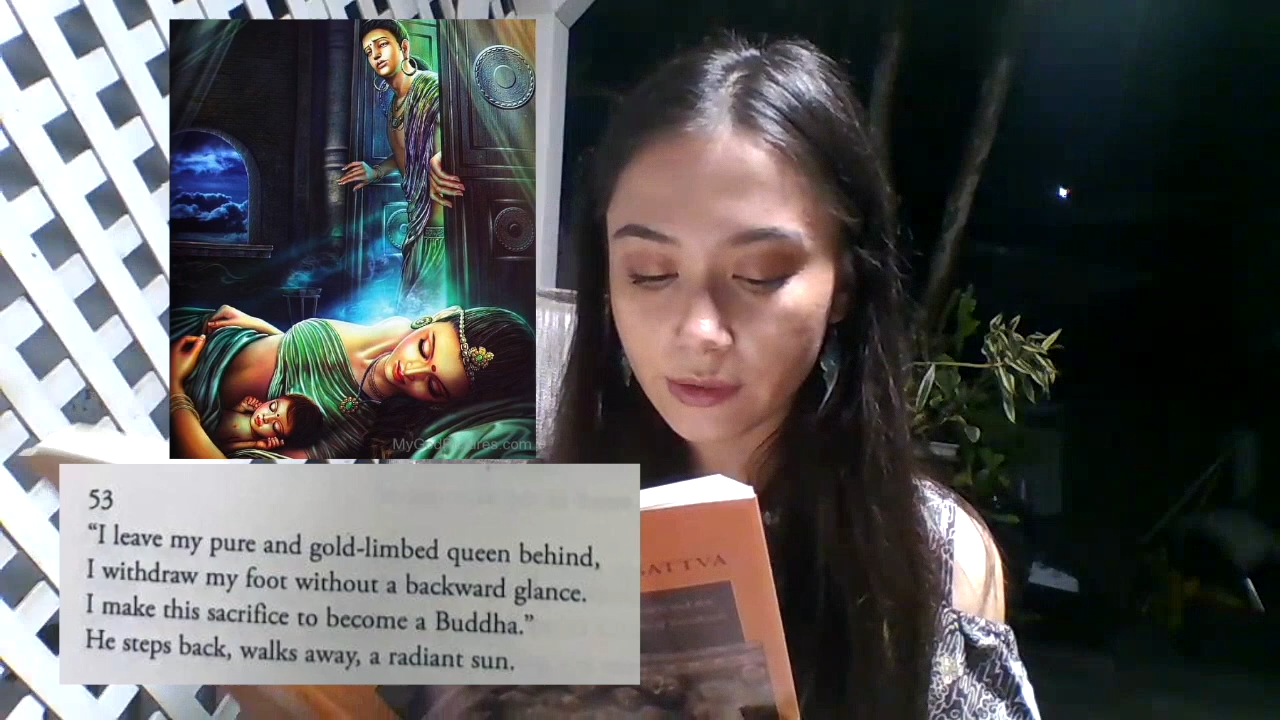 MyGodPictures.com
53
“I leave my pure and gold-limbed queen behind,
I withdraw my foot without a backward glance.
I make this sacrifice to become a Buddha.”
He steps back, walks away, a radiant sun.
SATTVA